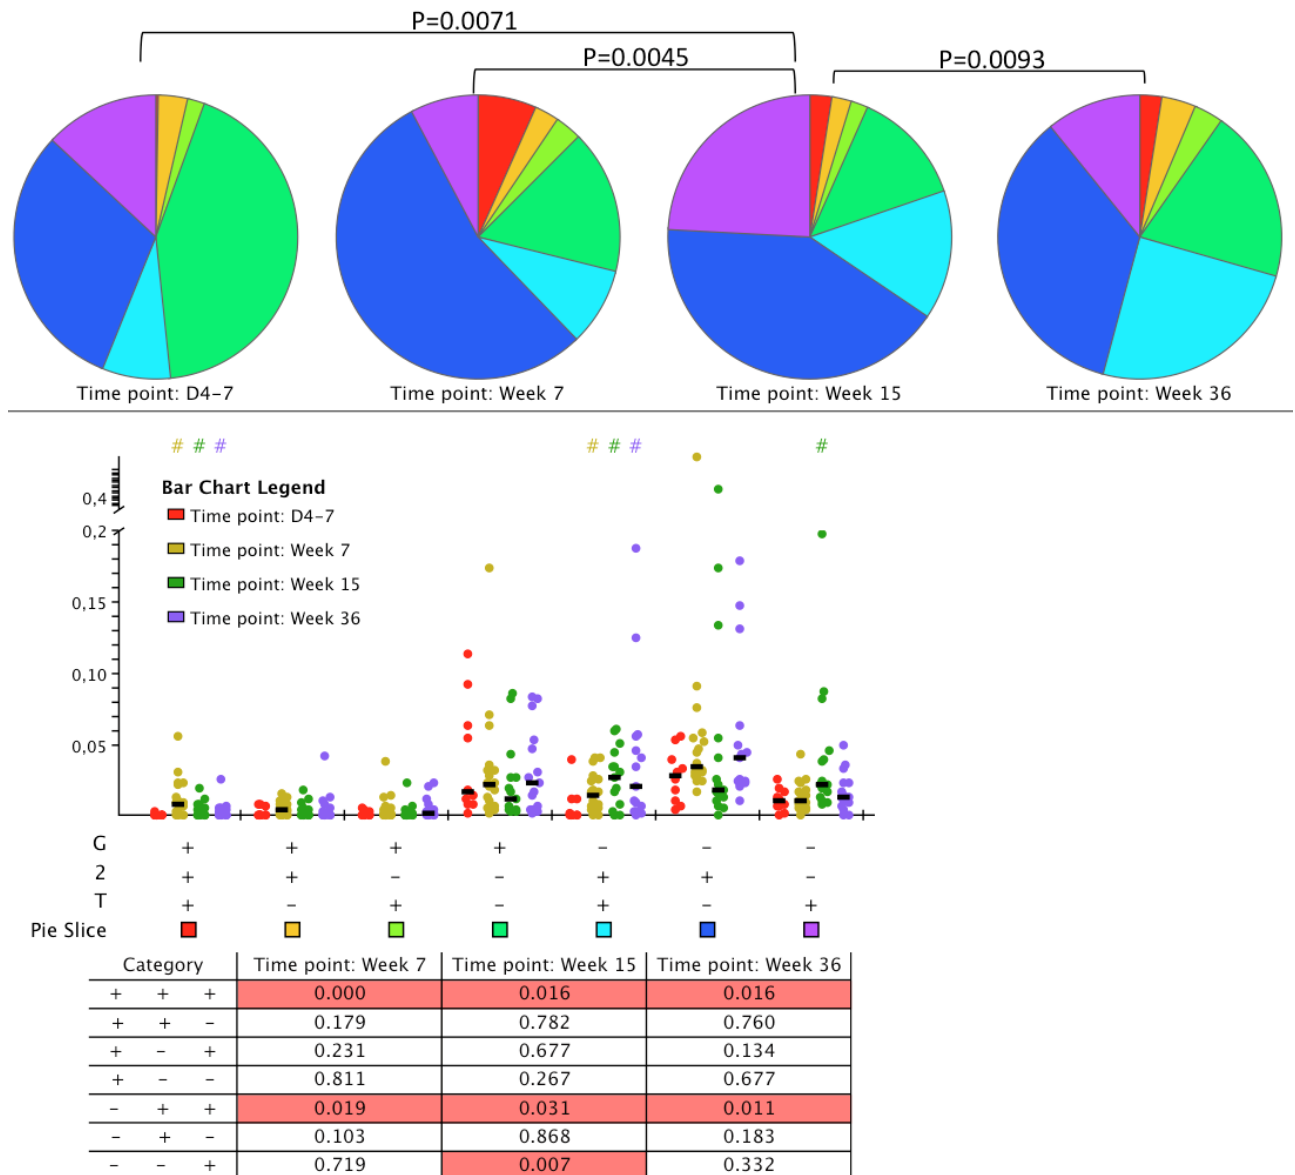 P=0.0071
P=0.0045
P=0.0093
Time point: D4-7
Time point: Week 7
Time point: Week 15
Time point: Week 36
# # #
# # #
#
0,4
0,2
0,15
0,10
0,05
Bar Chart Legend
Time point: D4-7
Time point: Week 7
Time point: Week 15
Time point: Week 36
G + + + + - - -
2 + + - - + + -
T + - + - + - +
Pie Slice
Category Time point: Week 7 Time point: Week 15 Time point: Week 36
+ + + 0.000 0.016 0.016
+ + - 0.179 0.782 0.760
+ - + 0.231 0.677 0.134
+ - - 0.811 0.267 0.677
- + + 0.019 0.031 0.011
- + - 0.103 0.868 0.183
- - + 0.719 0.007 0.332